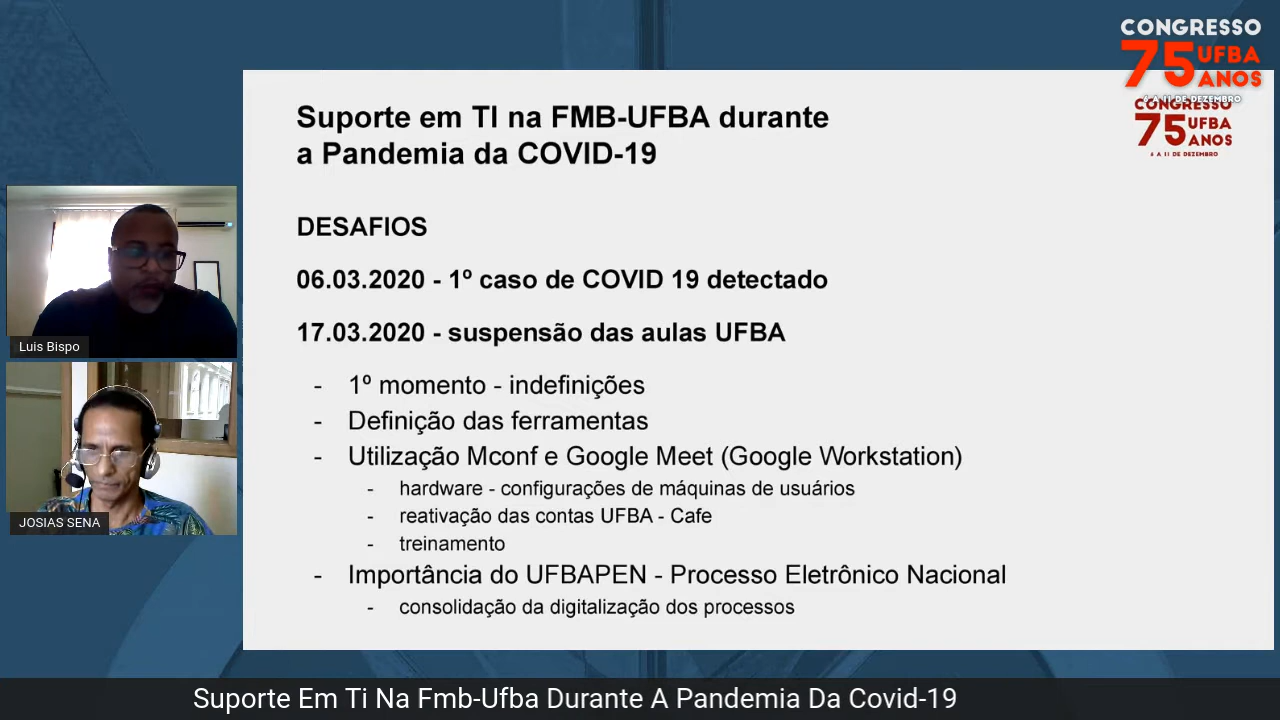 CONGRESSO
75 UFBA
ANOS
6 A 11 DE DEZEMBRO
CONGRESSO
75 UFBA
ANOS
6 A 11 DE DEZEMBRO
Suporte em TI na FMB-UFBA durante
a Pandemia da COVID-19
DESAFIOS
06.03.2020 - 1º caso de COVID 19 detectado
17.03.2020 - suspensão das aulas UFBA
- 1º momento - indefinições
- Definição das ferramentas
- Utilização Mconf e Google Meet (Google Workstation)
- hardware - configurações de máquinas de usuários
- reativação das contas UFBA - Cafe
- treinamento
- Importância do UFBAPEN - Processo Eletrônico Nacional
- consolidação da digitalização dos processos
Luis Bispo
JOSIAS SENA
Suporte Em Ti Na Fmb-Ufba Durante A Pandemia Da Covid-19